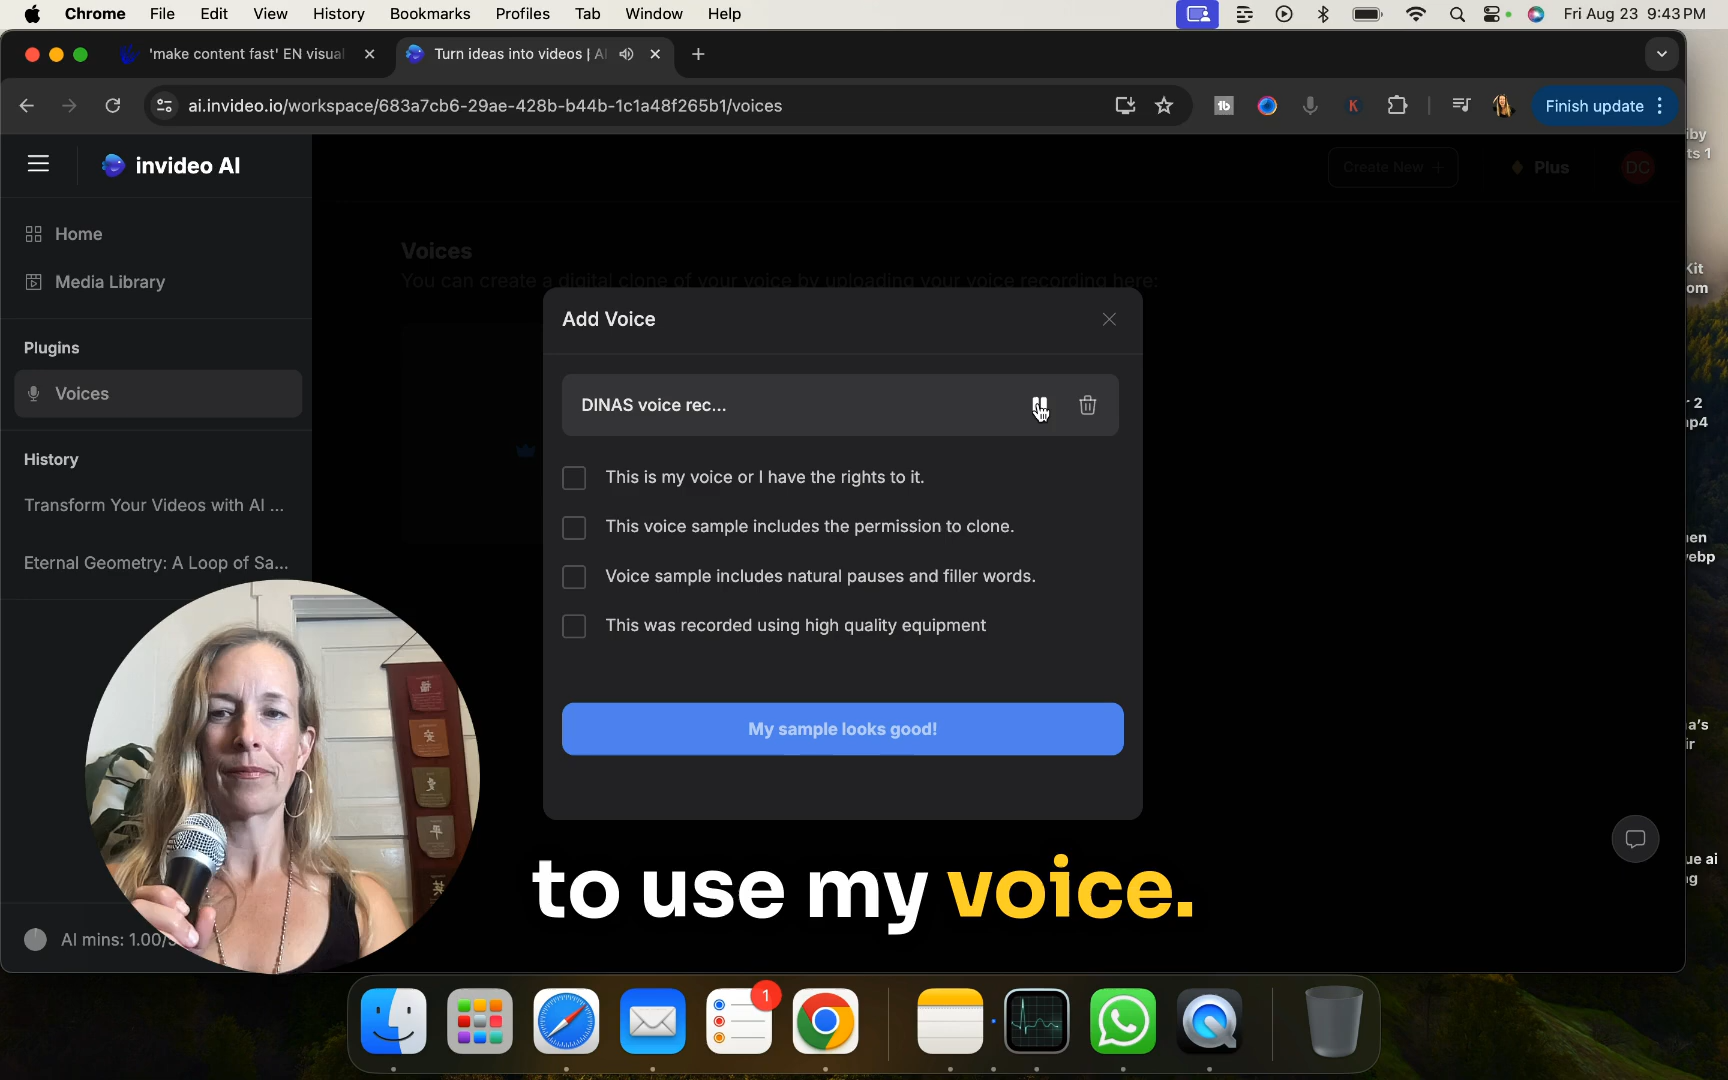 Chrome File Edit View History Bookmarks Profiles Tab Window Help Fri Aug 23 9:43 PM
'make content fast' EN visual
Turn ideas into videos | AI
ai.invideo.io/workspace/683a7cb6-29ae-428b-b44b-1c1a48f265b1/voices
1b
K
Finish update
invideo AI
Create New +
Plus
DC
Home
Media Library
Plugins
Voices
History
Transform Your Videos with AI ...
Eternal Geometry: A Loop of Sa...
AI mins: 1.00/
Voices
You can create a digital clone of your voice by uploading your voice recording here:
Add Voice
DINAS voice rec...
This is my voice or I have the rights to it.
This voice sample includes the permission to clone.
Voice sample includes natural pauses and filler words.
This was recorded using high quality equipment
My sample looks good!
to use my voice.
1